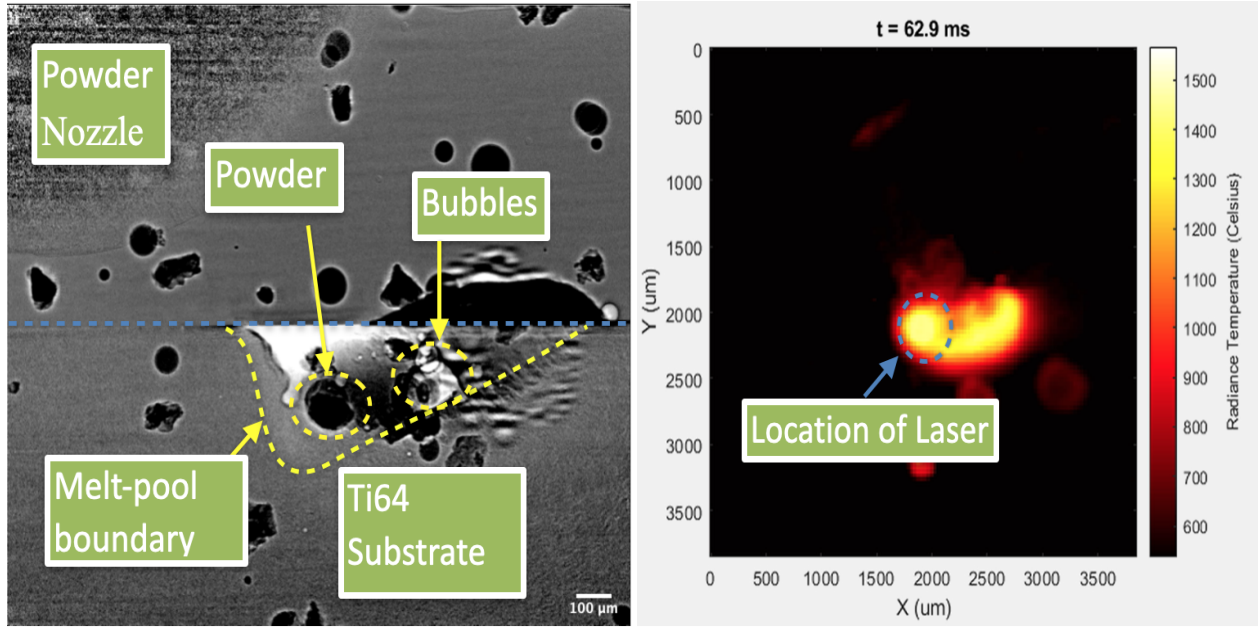 Powder
Nozzle
Powder
Bubbles
Melt-pool
boundary
Ti64
Substrate
100 µm
t = 62.9 ms
0
500
1000
1500
2000
2500
3000
3500
Y (um)
0 500 1000 1500 2000 2500 3000 3500
X (um)
Location of Laser
1500
1400
1300
1200
1100
1000
900
800
700
600
Radiance Temperature (Celsius)